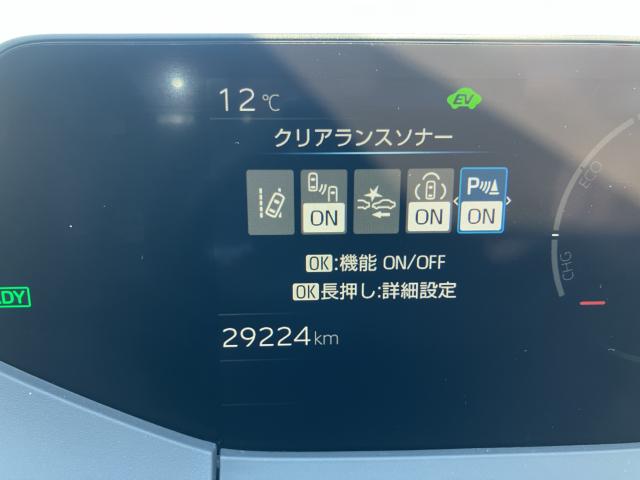 12℃
EV
クリアランスソナー
ON ON P ON
OK:機能 ON/OFF
OK長押し:詳細設定
29224km
ECO
CHG